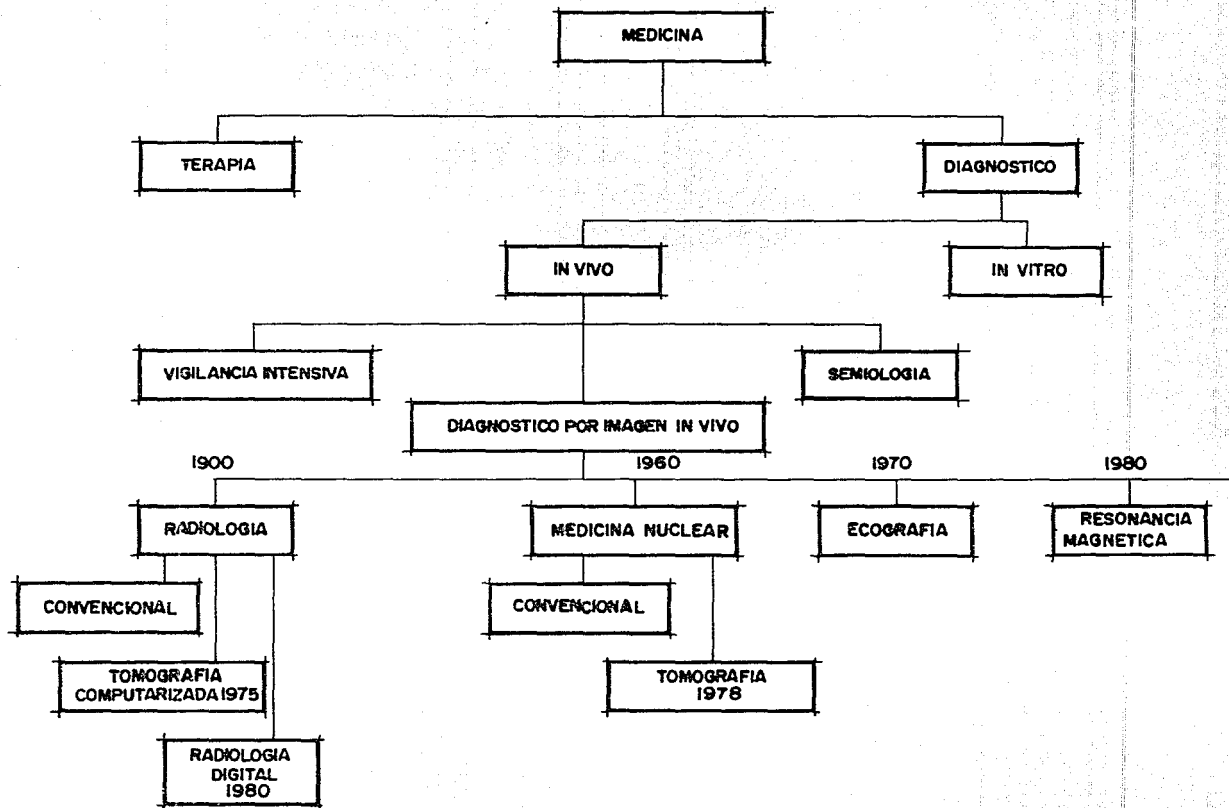 MEDICINA
TERAPIA
DIAGNOSTICO
IN VIVO
IN VITRO
VIGILANCIA INTENSIVA
SEMIOLOGIA
DIAGNOSTICO POR IMAGEN IN VIVO
1900
1960
1970
1980
RADIOLOGIA
MEDICINA NUCLEAR
ECOGRAFIA
RESONANCIA
MAGNETICA
CONVENCIONAL
CONVENCIONAL
TOMOGRAFIA
COMPUTARIZADA 1975
TOMOGRAFIA
1978
RADIOLOGIA
DIGITAL
1980